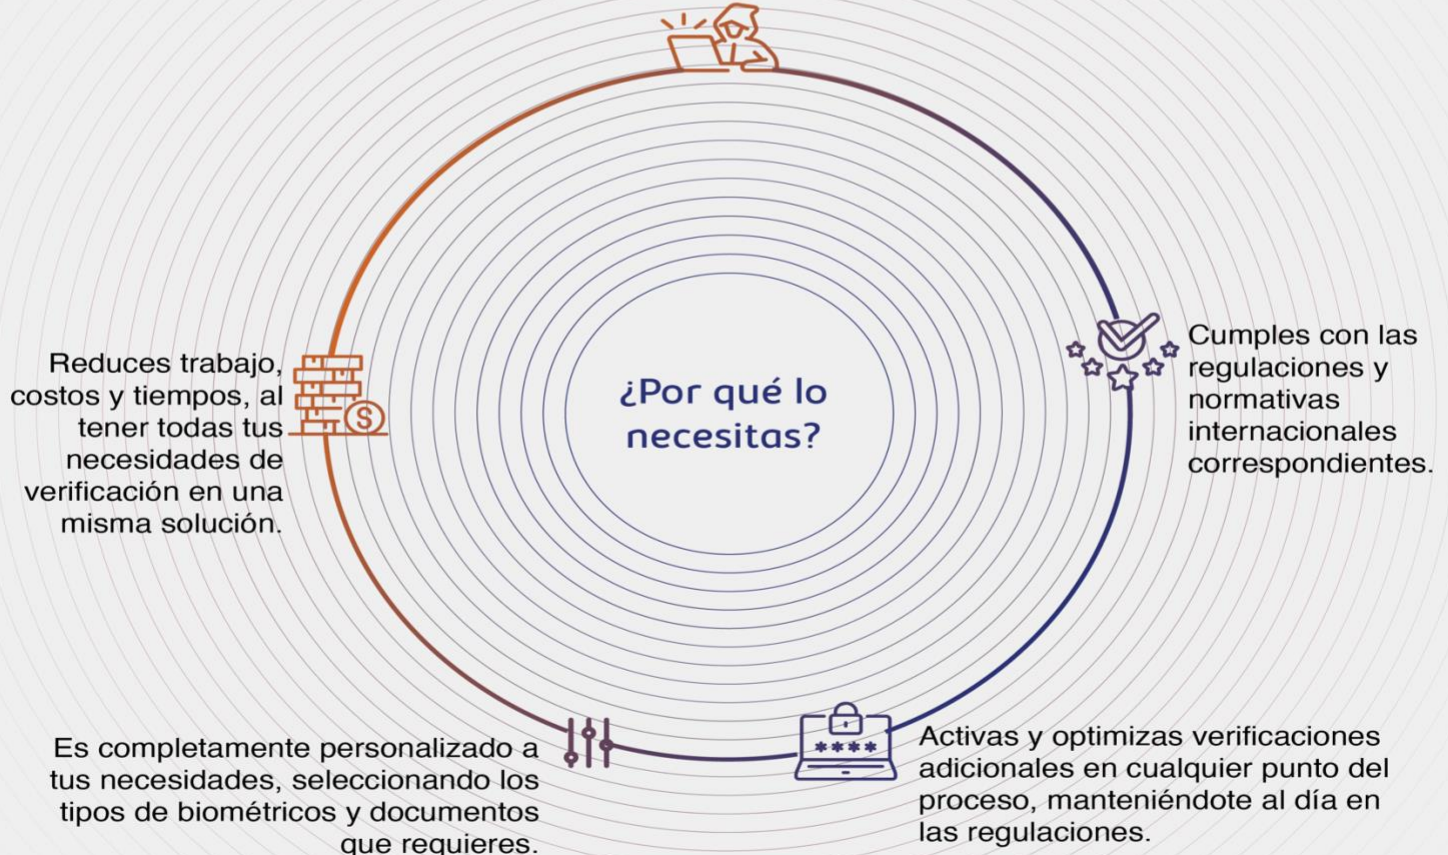 ¿Por qué lo
necesitas?
Cumples con las
regulaciones y
normativas
internacionales
correspondientes.
Activas y optimizas verificaciones
adicionales en cualquier punto del
proceso, manteniéndote al día en
las regulaciones.
Es completamente personalizado a
tus necesidades, seleccionando los
tipos de biométricos y documentos
que requieres.
Reduces trabajo,
costos y tiempos, al
tener todas tus
necesidades de
verificación en una
misma solución.
$
****